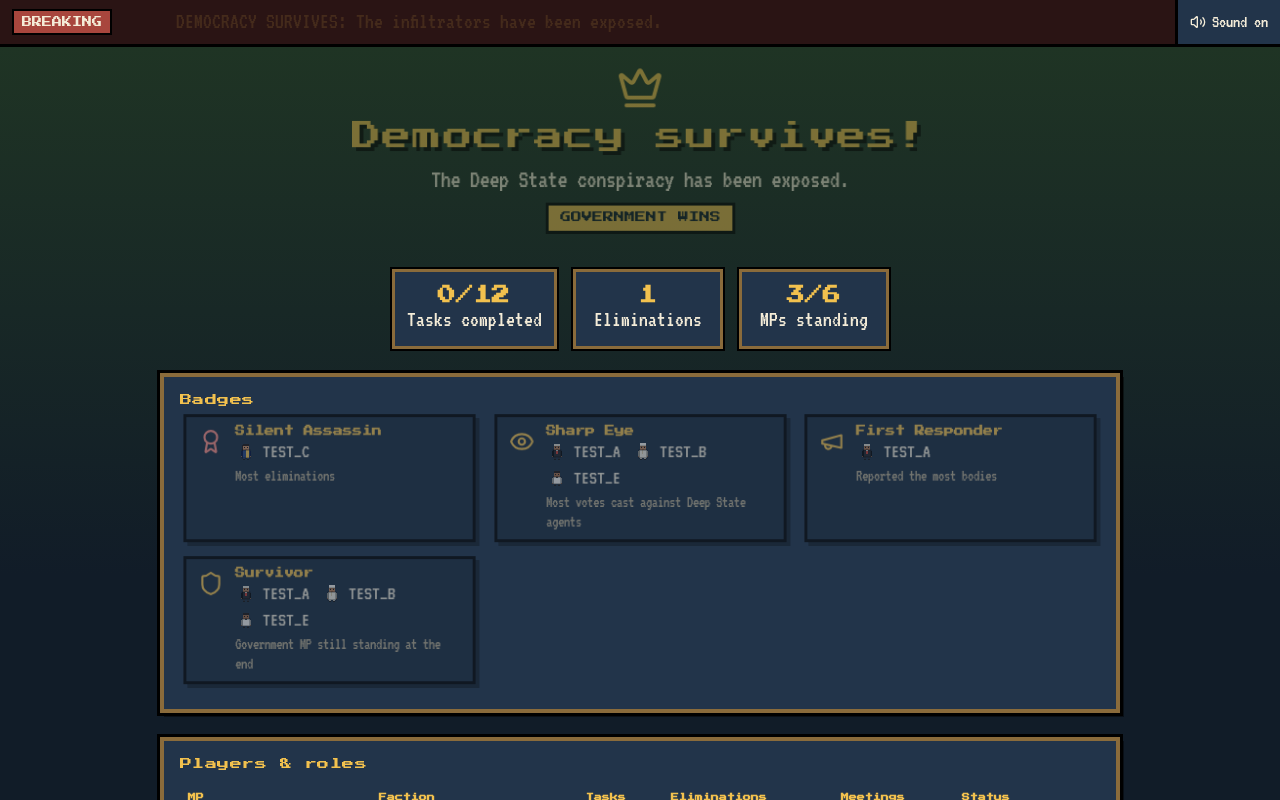 BREAKING
DEMOCRACY SURVIVES: The infiltrators have been exposed.
Sound on
Democracy survives!
The Deep State conspiracy has been exposed.
GOVERNMENT WINS
0/12
Tasks completed
1
Eliminations
3/6
MPs standing
Badges
Silent Assassin
TEST_C
Most eliminations
Sharp Eye
TEST_A TEST_B
TEST_E
Most votes cast against Deep State
agents
First Responder
TEST_A
Reported the most bodies
Survivor
TEST_A TEST_B
TEST_E
Government MP still standing at the
end
Players & roles
MP Faction Tasks Eliminations Meetings Status